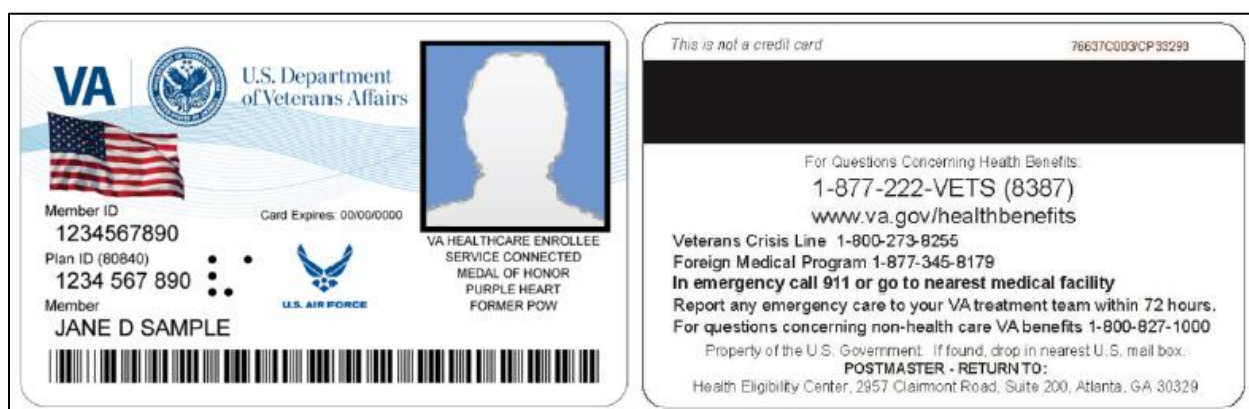 VA
U.S. Department
of Veterans Affairs
Member ID
Card Expires: 00/00/0000
1234567890
Plan ID (80840)
1234 567 890
Member
JANE D SAMPLE
U.S. AIR FORCE
VA HEALTHCARE ENROLLEE
SERVICE CONNECTED
MEDAL OF HONOR
PURPLE HEART
FORMER POW
This is not a credit card
76637C003/CP33293
For Questions Concerning Health Benefits:
1-877-222-VETS (8387)
www.va.gov/healthbenefits
Veterans Crisis Line 1-800-273-8255
Foreign Medical Program 1-877-345-8179
In emergency call 911 or go to nearest medical facility
Report any emergency care to your VA treatment team within 72 hours.
For questions concerning non-health care VA benefits 1-800-827-1000
Property of the U.S. Government. If found, drop in nearest U.S. mail box.
POSTMASTER - RETURN TO:
Health Eligibility Center, 2957 Clairmont Road, Suite 200, Atlanta, GA 30329